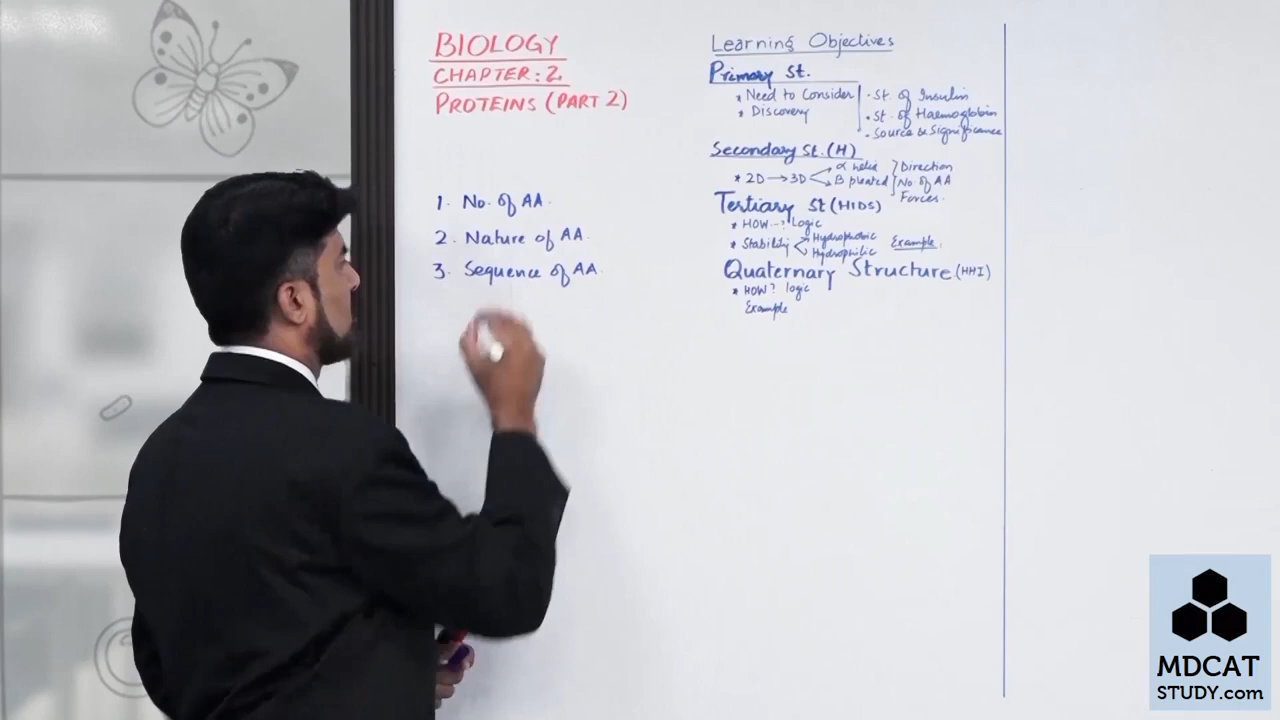 BIOLOGY
CHAPTER: 2
PROTEINS (PART 2)
1. No. of AA.
2. Nature of AA.
3. Sequence of AA.
Learning Objectives
Primary St.
* Need to Consider
* Discovery
- St. of Insulin
• St. of Haemoglobin
- Source & Significance
Secondary St. (H)
* 2D → 3D
α helix
β pleated
Direction
No of AA
Forces.
Tertiary St (HIDS)
* HOW → ? Logic
* Stability
Hydrophobic
Hydrophilic
Example.
Quaternary Structure (HHI)
* HOW? logic
Example
MDCAT
STUDY.com